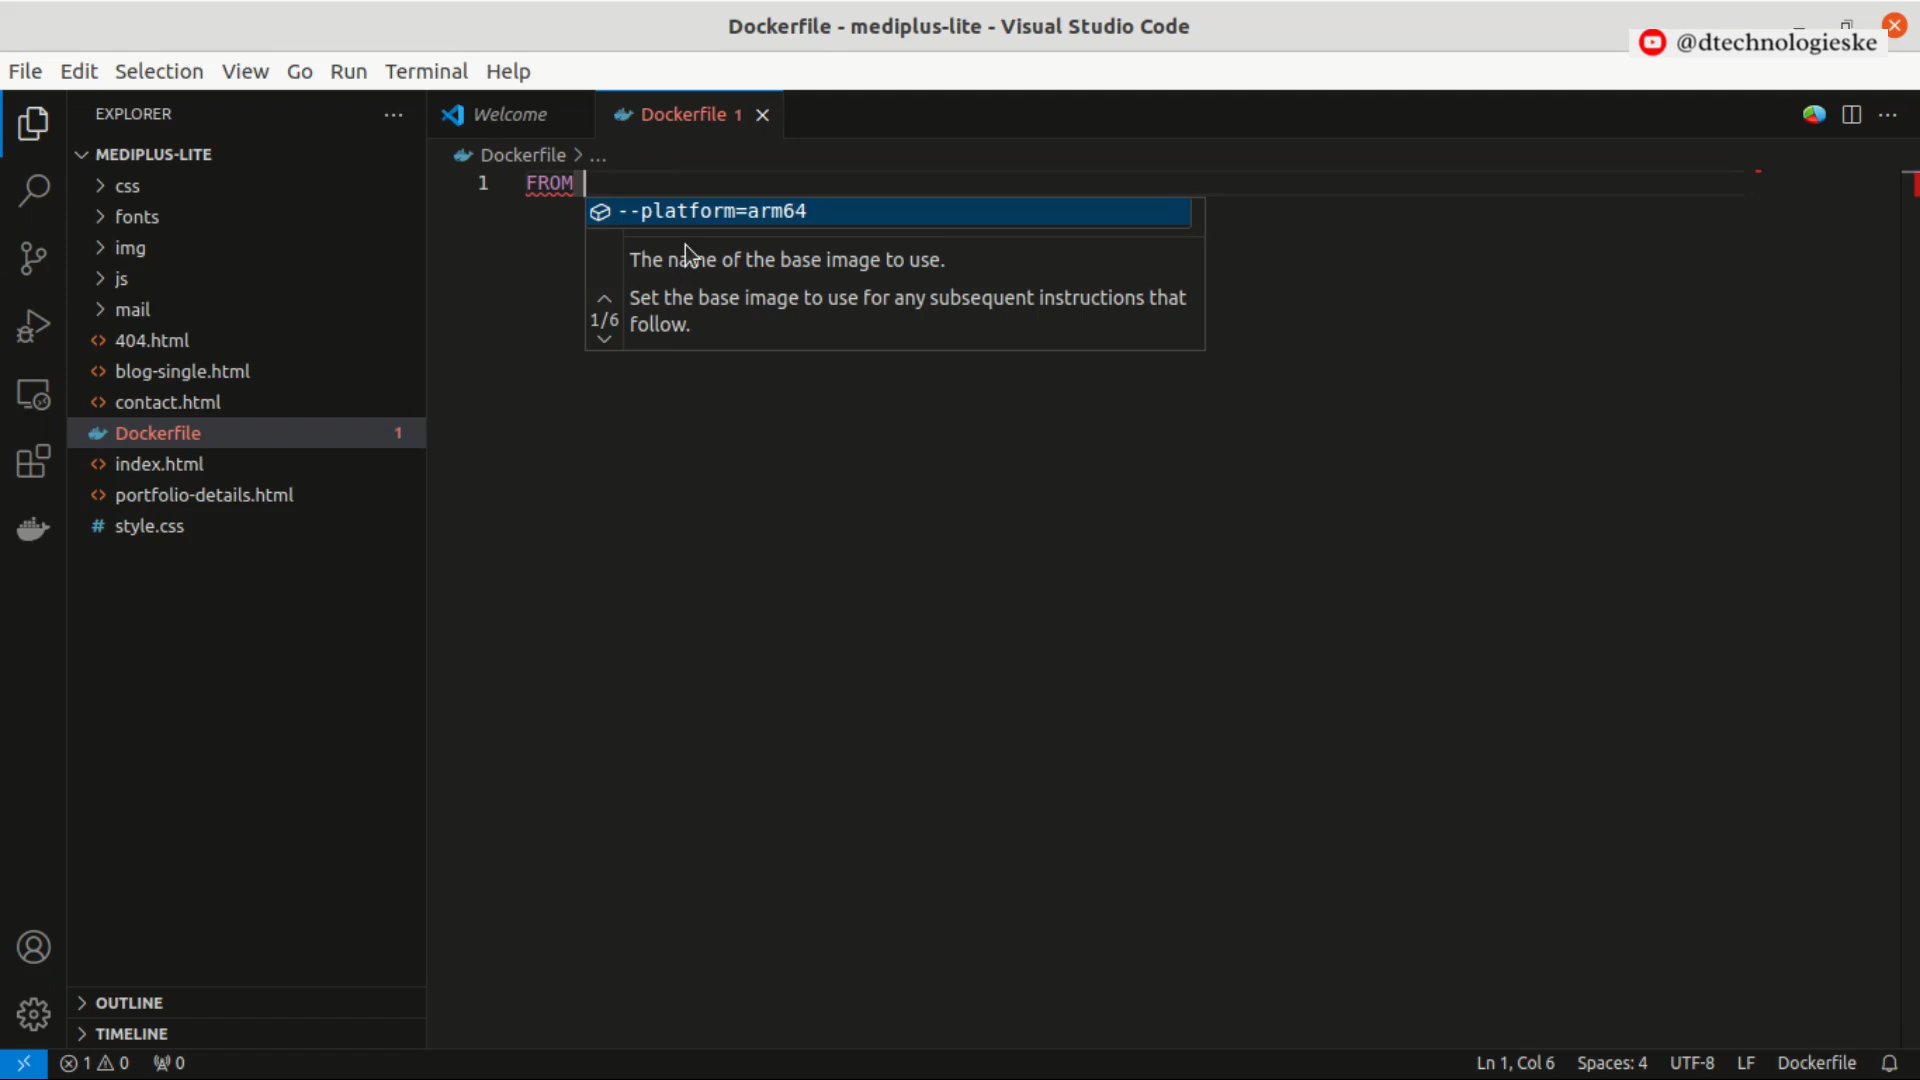 Dockerfile - mediplus-lite - Visual Studio Code
@dtechnologieske
File Edit Selection View Go Run Terminal Help
EXPLORER
Welcome
Dockerfile 1
MEDIPLUS-LITE
Dockerfile > ...
css
fonts
img
js
mail
404.html
blog-single.html
contact.html
Dockerfile 1
index.html
portfolio-details.html
style.css
1 FROM
--platform=arm64
The name of the base image to use.
Set the base image to use for any subsequent instructions that
follow.
1/6
OUTLINE
TIMELINE
1 0 0
Ln 1, Col 6 Spaces: 4 UTF-8 LF Dockerfile